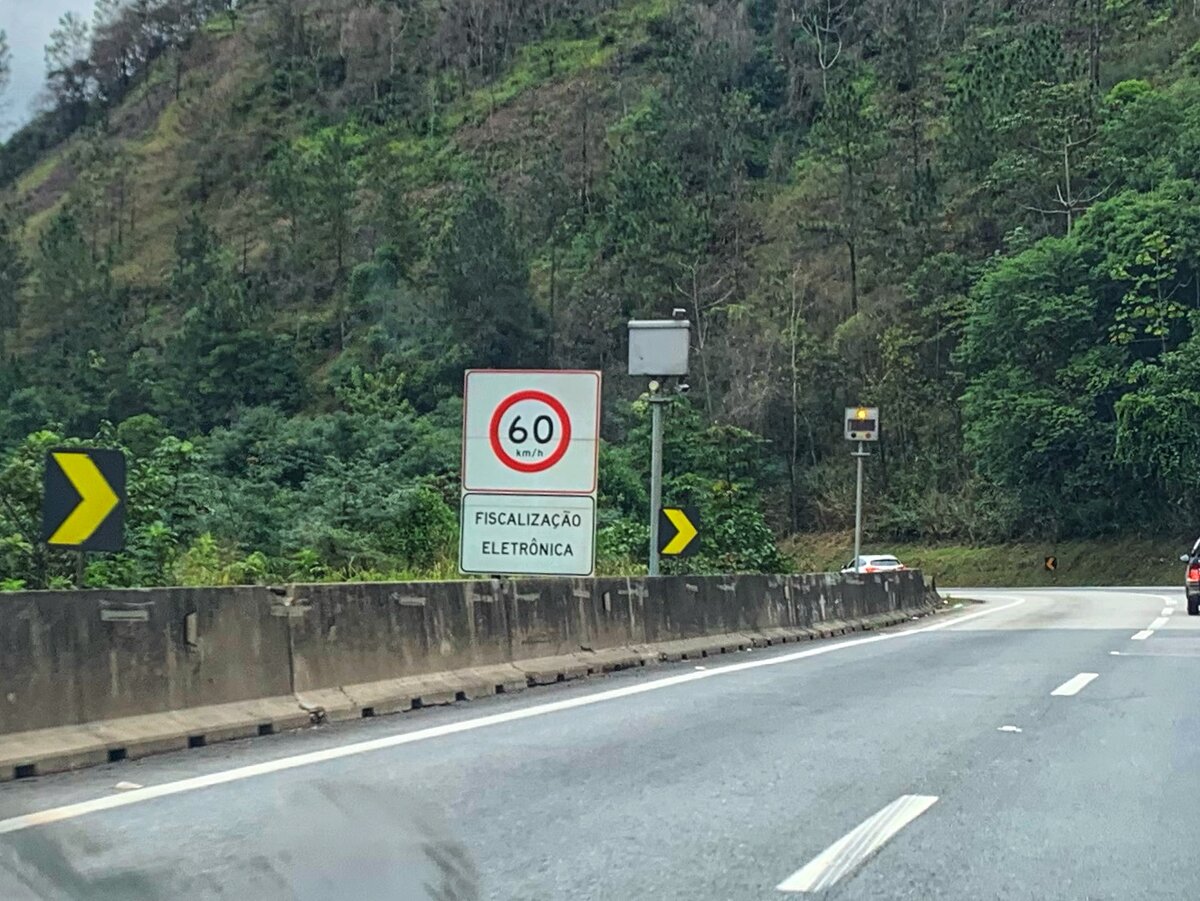 60
km/h
FISCALIZAÇÃO
ELETRÔNICA